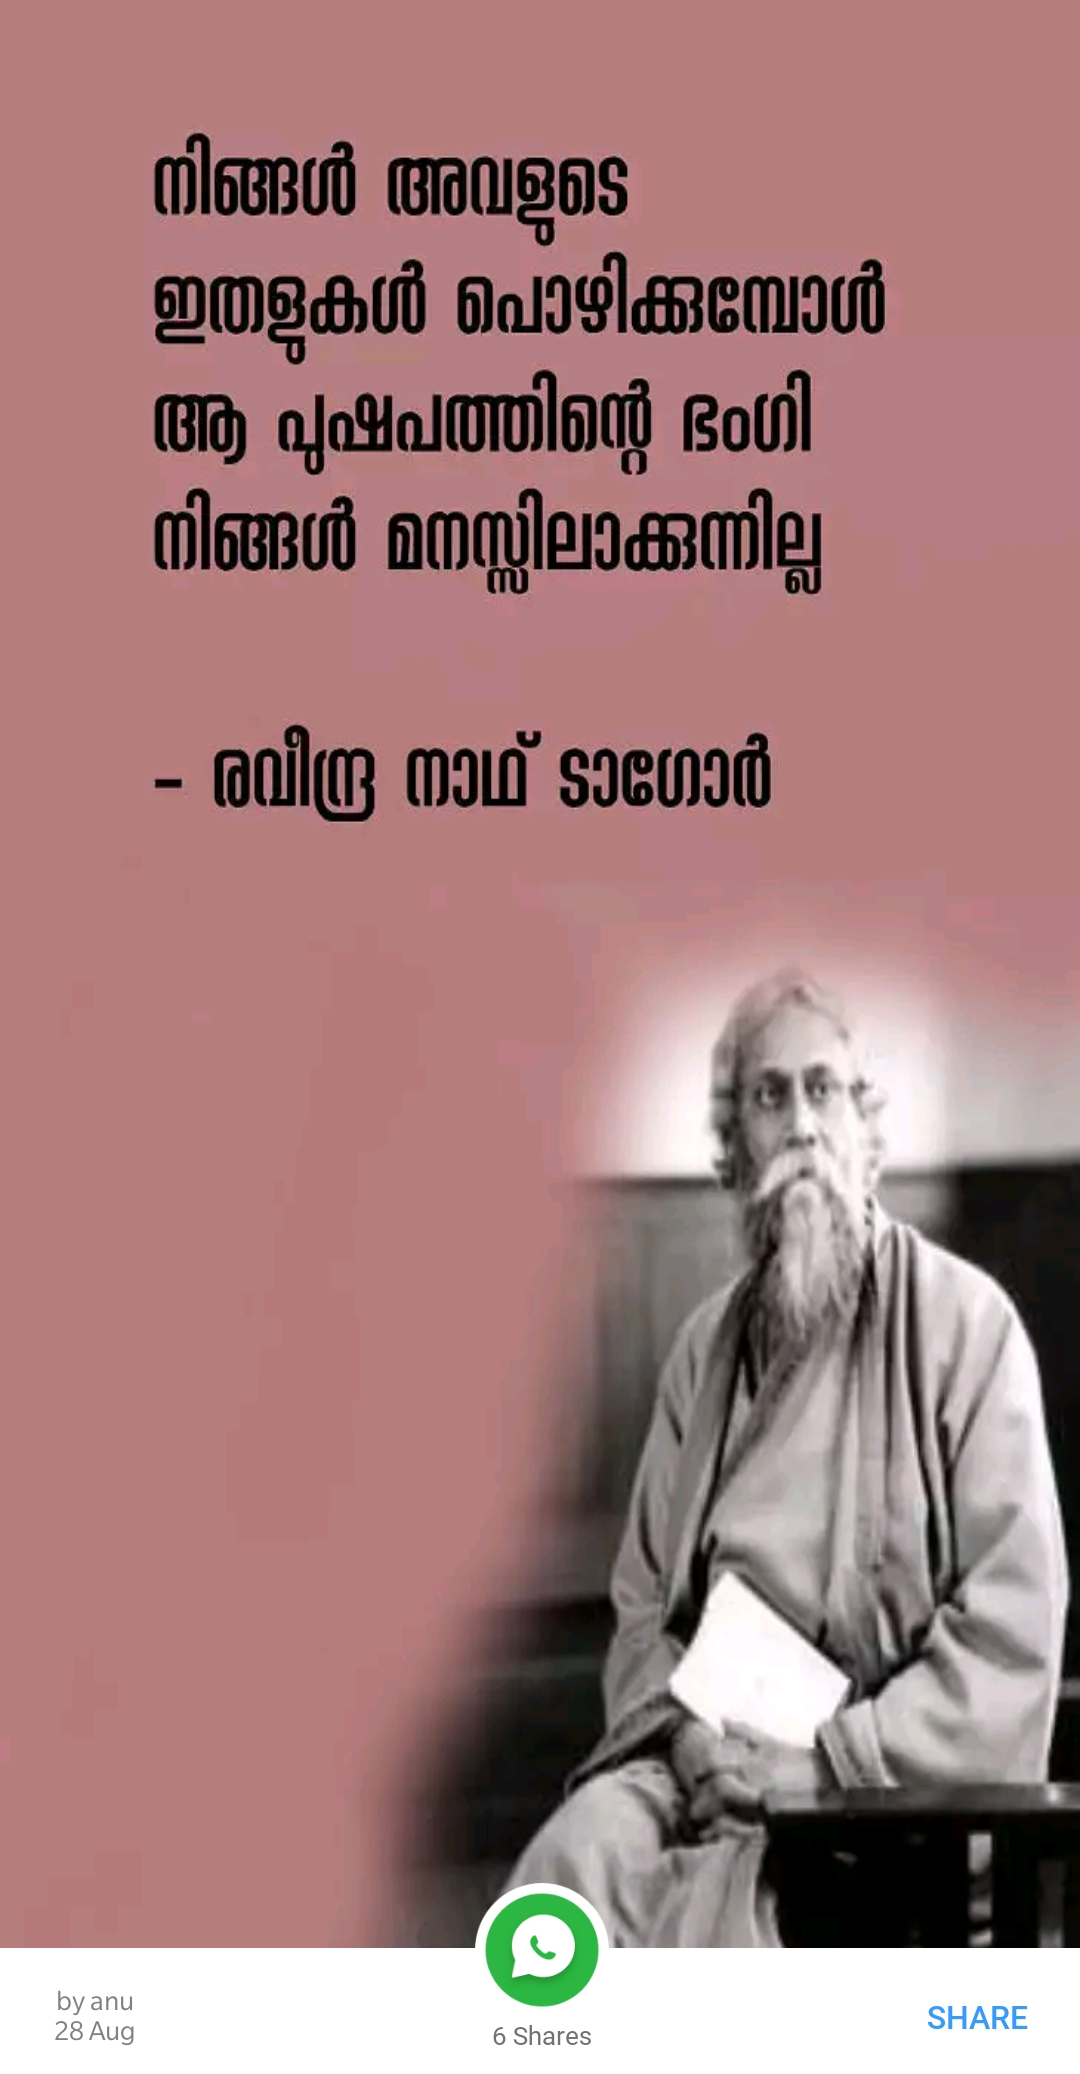 നിങ്ങൾ അവളുടെ
ഇതളുകൾ പൊഴിക്കുമ്പോൾ
ആ പുഷപത്തിന്റെ ഭംഗി
നിങ്ങൾ മനസ്സിലാക്കുന്നില്ല
- രവീന്ദ്ര നാഥ് ടാഗോർ
by anu
28 Aug
6 Shares
SHARE